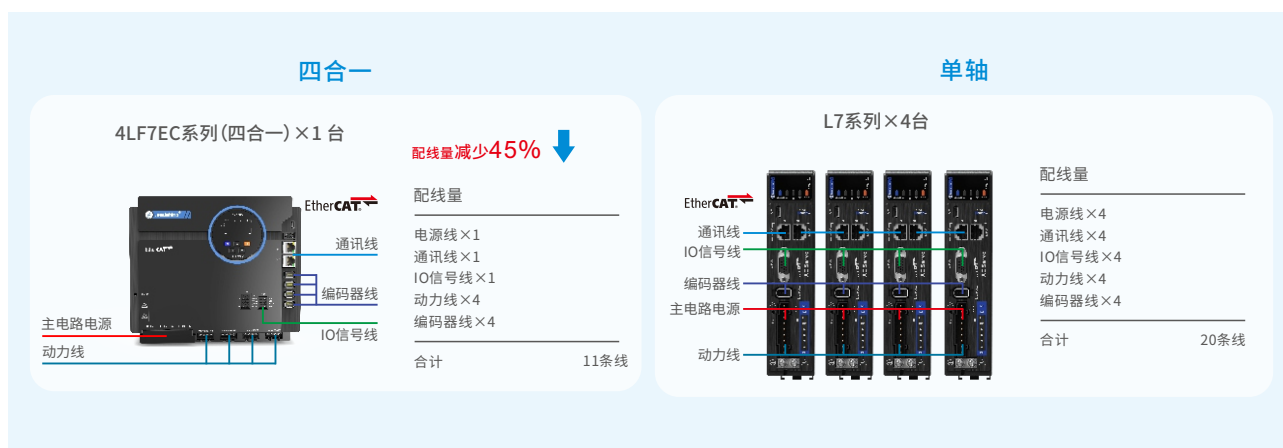 四合一
4LF7EC系列(四合一)×1 台
配线量减少45%
EtherCAT
通讯线
编码器线
IO信号线
主电路电源
动力线
配线量
电源线×1
通讯线×1
IO信号线×1
动力线×4
编码器线×4
合计 11条线
单轴
L7系列×4台
EtherCAT
通讯线
IO信号线
编码器线
主电路电源
动力线
配线量
电源线×4
通讯线×4
IO信号线×4
动力线×4
编码器线×4
合计 20条线